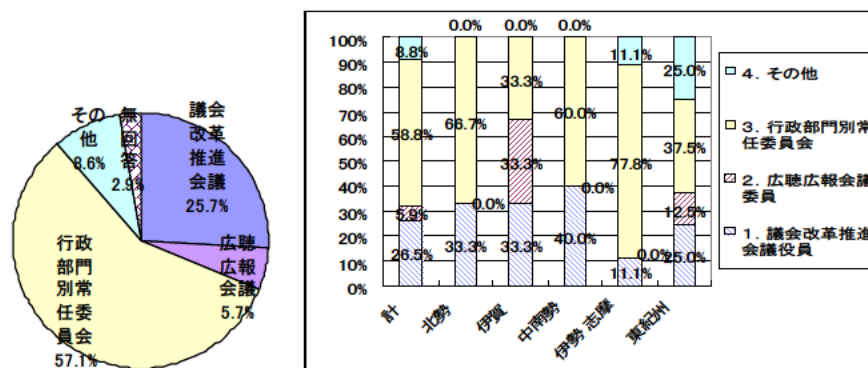 議会改革推進会議
25.7%
広聴広報会議
5.7%
行政部門別常任委員会
57.1%
その他
8.6%
無回答
2.9%
0.0% 0.0% 0.0%
100%
90%
80%
70%
60%
50%
40%
30%
20%
10%
0%
8.8% 11.1% 25.0%
58.8% 66.7% 33.3% 60.0% 77.8% 37.5%
5.9% 0.0% 33.3% 0.0% 0.0% 12.5%
26.5% 33.3% 33.3% 40.0% 11.1% 25.0%
計 北勢 伊賀 中南勢 伊勢志摩 東紀州
4. その他
3. 行政部門別常
任委員会
2. 広聴広報会議
委員
1. 議会改革推進
会議役員